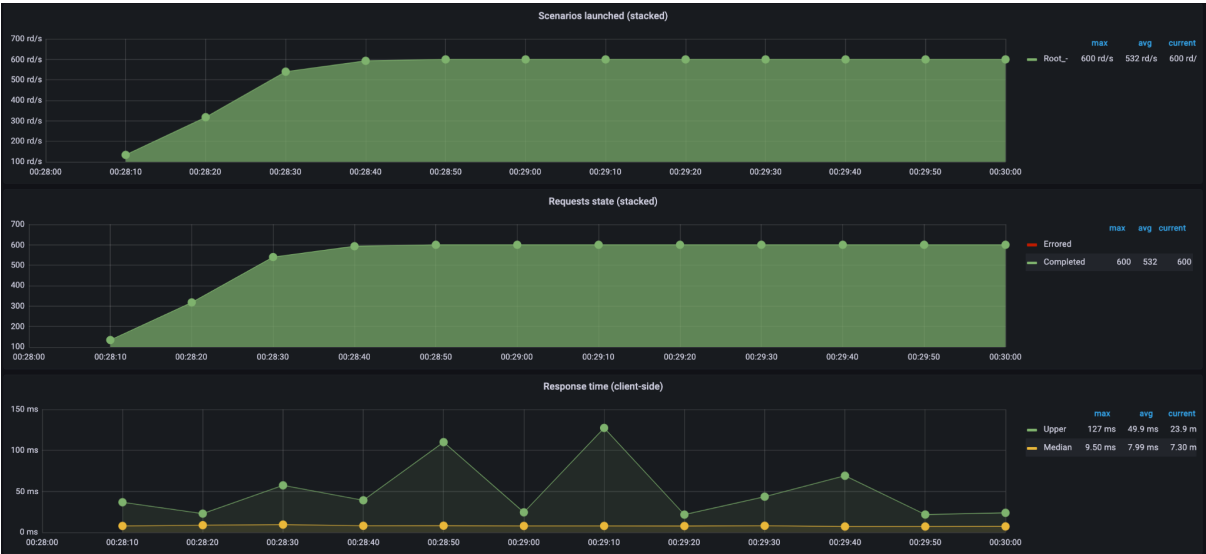 Scenarios launched (stacked)
700 rd/s
600 rd/s
500 rd/s
400 rd/s
300 rd/s
200 rd/s
100 rd/s
00:28:00 00:28:10 00:28:20 00:28:30 00:28:40 00:28:50 00:29:00 00:29:10 00:29:20 00:29:30 00:29:40 00:29:50 00:30:00
max avg current
Root_- 600 rd/s 532 rd/s 600 rd/
Requests state (stacked)
700
600
500
400
300
200
100
00:28:00 00:28:10 00:28:20 00:28:30 00:28:40 00:28:50 00:29:00 00:29:10 00:29:20 00:29:30 00:29:40 00:29:50 00:30:00
max avg current
Errored
Completed 600 532 600
Response time (client-side)
150 ms
100 ms
50 ms
0 ms
00:28:00 00:28:10 00:28:20 00:28:30 00:28:40 00:28:50 00:29:00 00:29:10 00:29:20 00:29:30 00:29:40 00:29:50 00:30:00
max avg current
Upper 127 ms 49.9 ms 23.9 m
Median 9.50 ms 7.99 ms 7.30 m